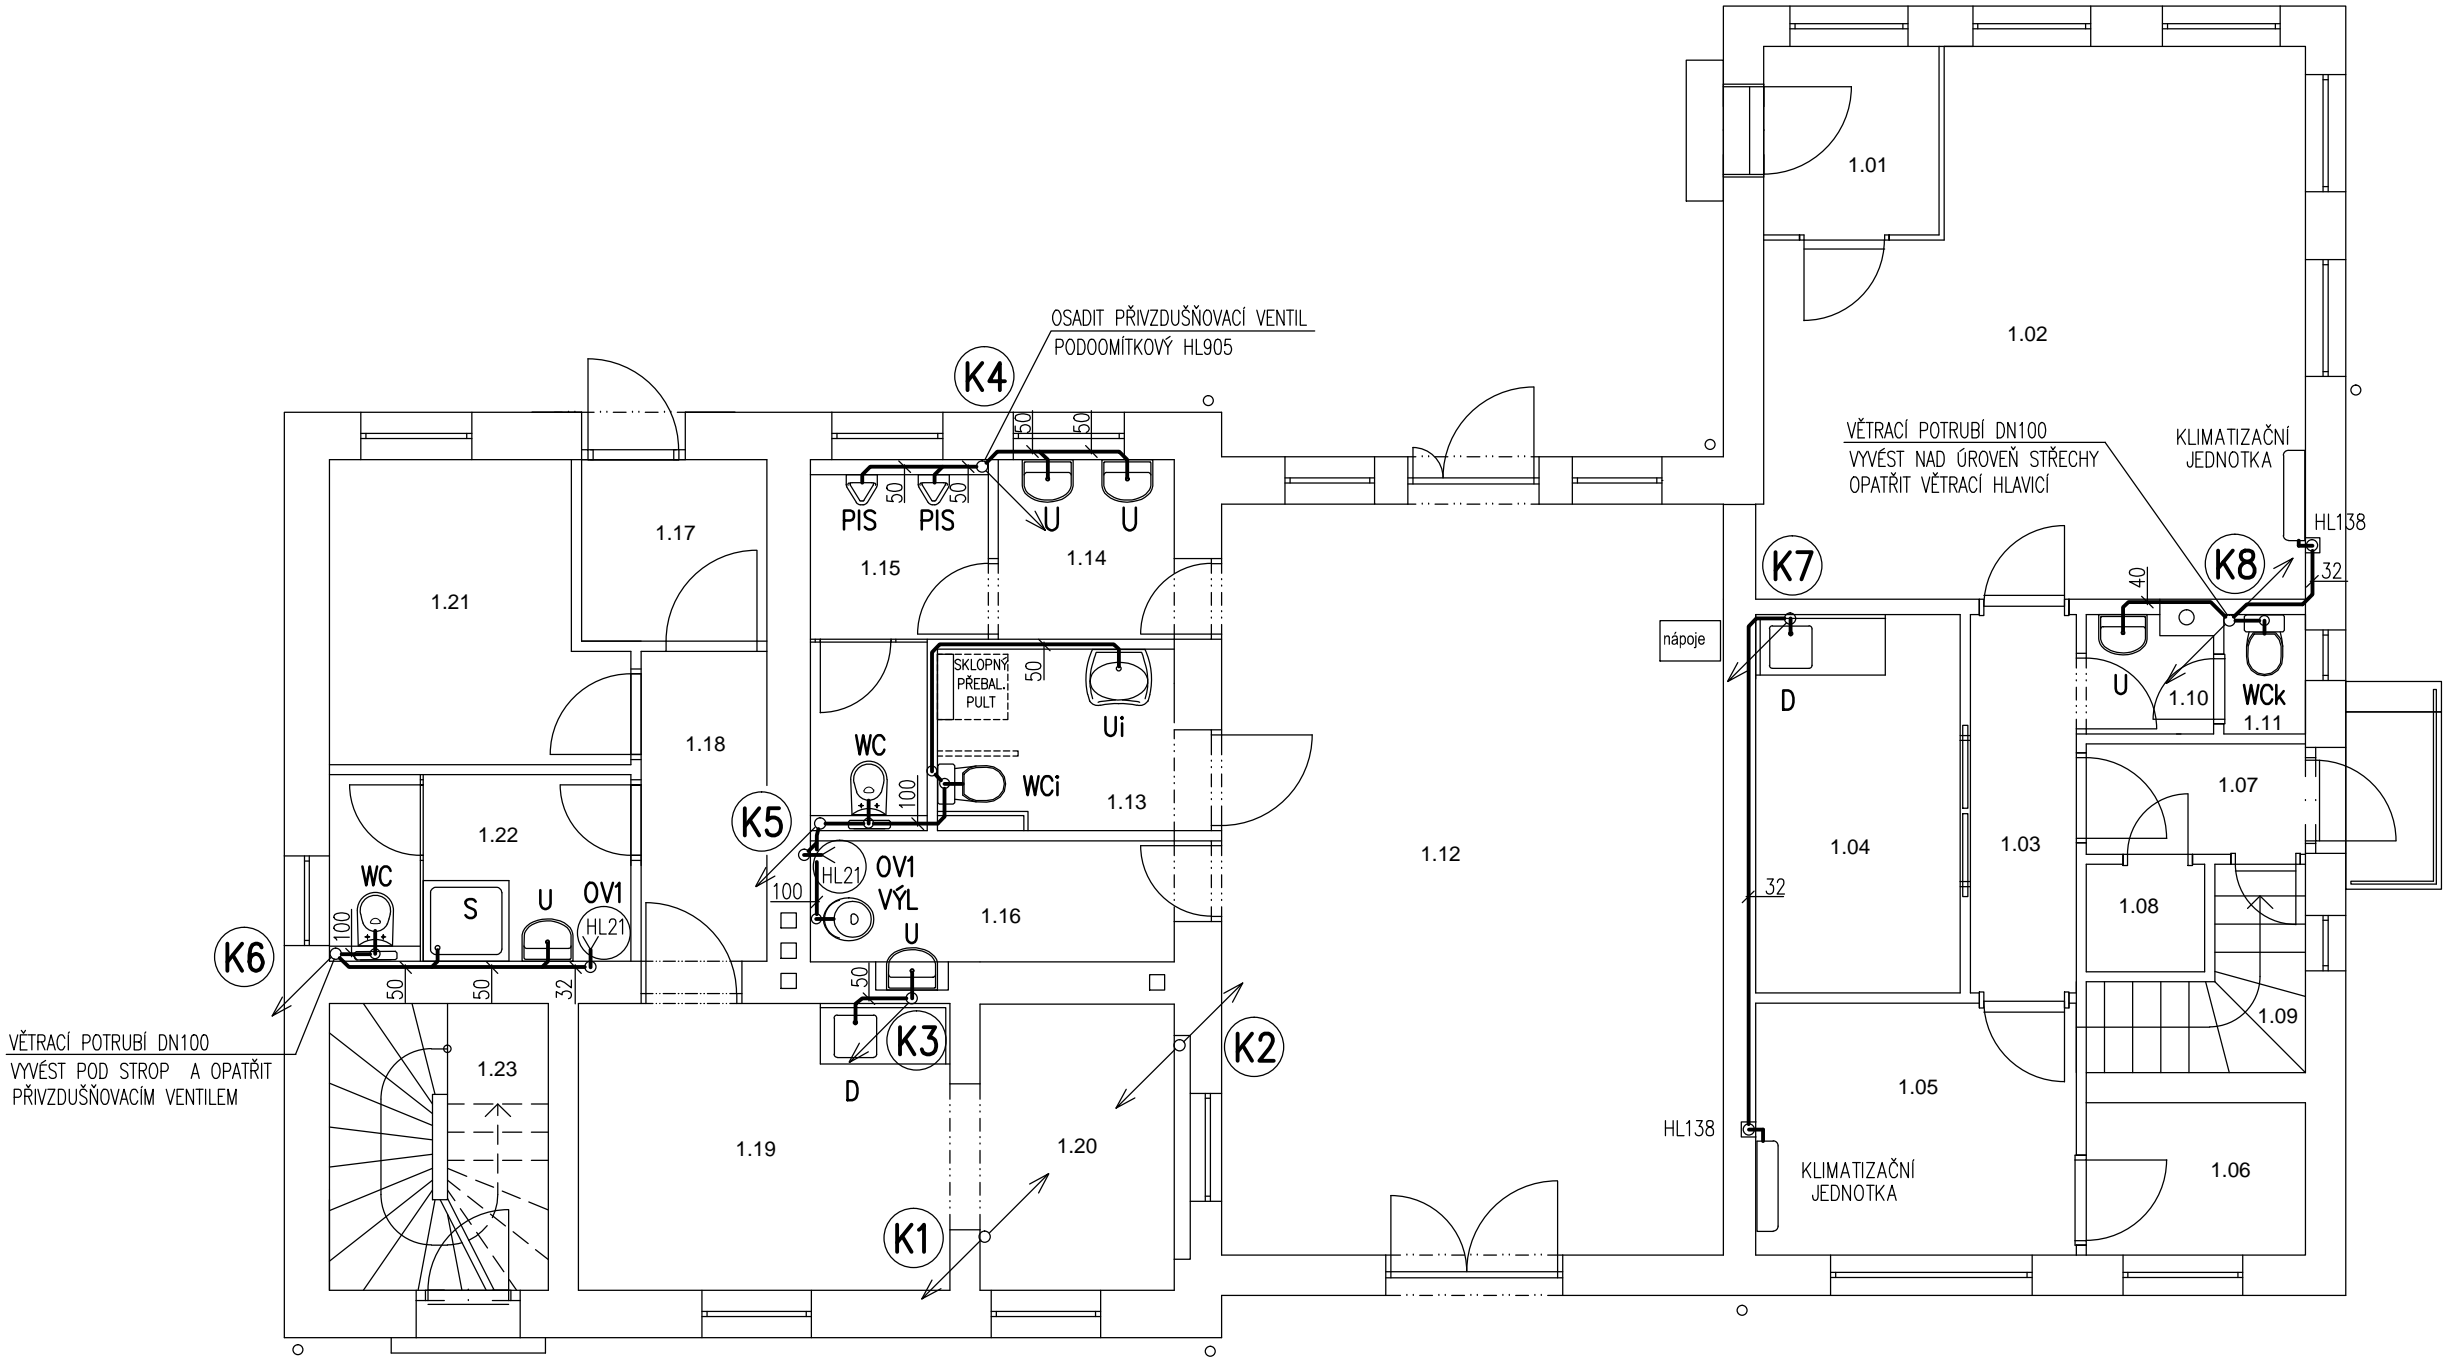 1.01
1.02
OSADIT PŘIVZDUŠŇOVACÍ VENTIL
PODOOMÍTKOVÝ HL905
K4
VĚTRACÍ POTRUBÍ DN100
VYVÉST NAD ÚROVEŇ STŘECHY
OPATŘIT VĚTRACÍ HLAVICÍ
KLIMATIZAČNÍ
JEDNOTKA
HL138
50
50
50
50
PIS
PIS
U
U
1.17
1.15
1.14
K7
K8
40
32
1.21
nápoje
SKLOPNÝ
PŘEBAL.
PULT
50
Ui
D
U
1.10
WCk
1.11
1.18
WC
WCi
100
1.13
1.07
K5
1.22
HL21
OV1
VÝL
100
1.12
1.04
1.03
WC
S
U
OV1
HL21
32
1.08
100
1.16
U
K6
50
50
32
50
K3
K2
1.09
VĚTRACÍ POTRUBÍ DN100
VYVÉST POD STROP A OPATŘIT
PŘIVZDUŠŇOVACÍM VENTILEM
1.23
D
1.05
HL138
1.19
1.20
KLIMATIZAČNÍ
JEDNOTKA
1.06
K1